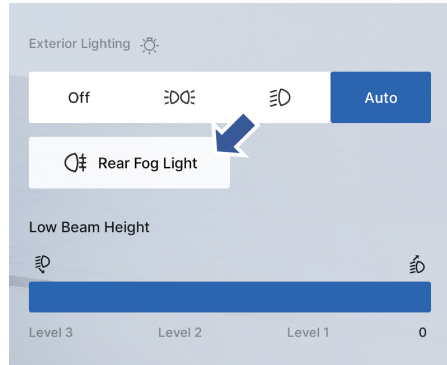 Exterior Lighting
Off Auto
Rear Fog Light
Low Beam Height
Level 3 Level 2 Level 1 0